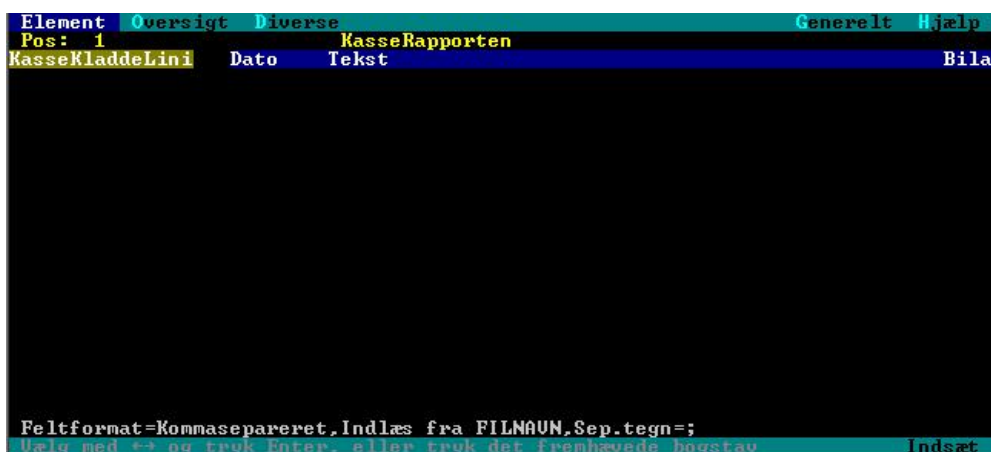 Element Oversigt Diverse Generelt Hjælp
Pos: 1 KasseRapporten
KasseKladdeLini Dato Tekst Bila
Feltformat=Kommasepareret,Indlæs fra FILNAVN,Sep.tegn=;
Vælg med ↔ og tryk Enter, eller tryk det fremhævede bogstav Indsæt